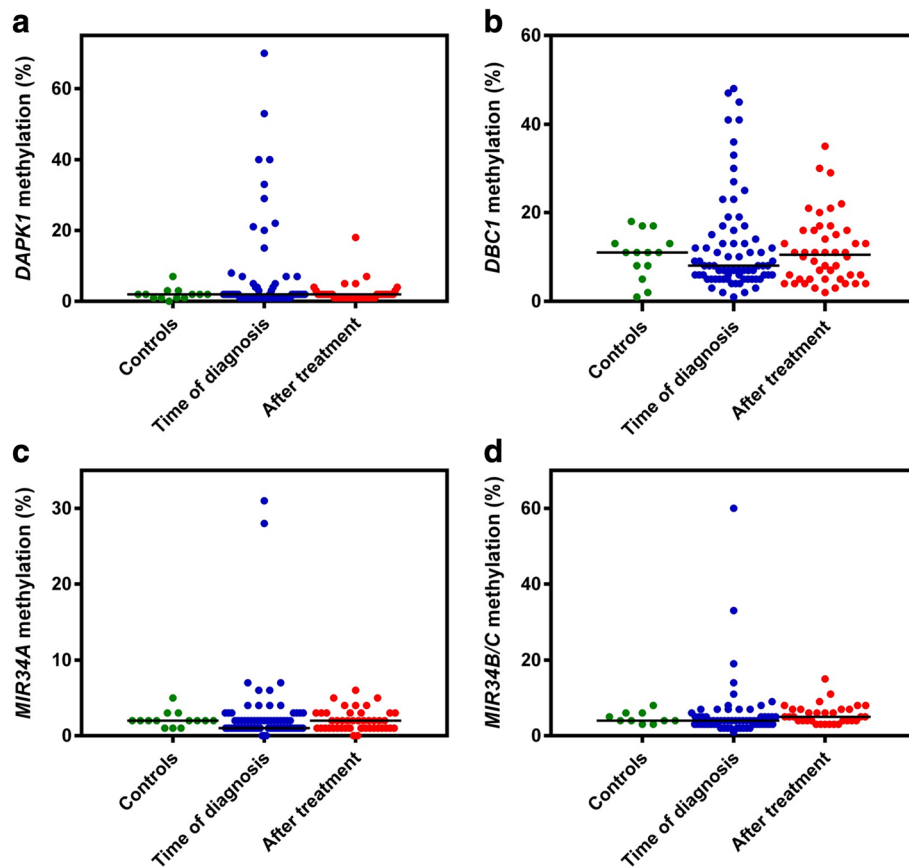 a
DAPK1 methylation (%)
60
40
20
0
Controls
Time of diagnosis
After treatment
b
DBC1 methylation (%)
60
40
20
0
Controls
Time of diagnosis
After treatment
c
MIR34A methylation (%)
30
20
10
0
Controls
Time of diagnosis
After treatment
d
MIR34B/C methylation (%)
60
40
20
0
Controls
Time of diagnosis
After treatment